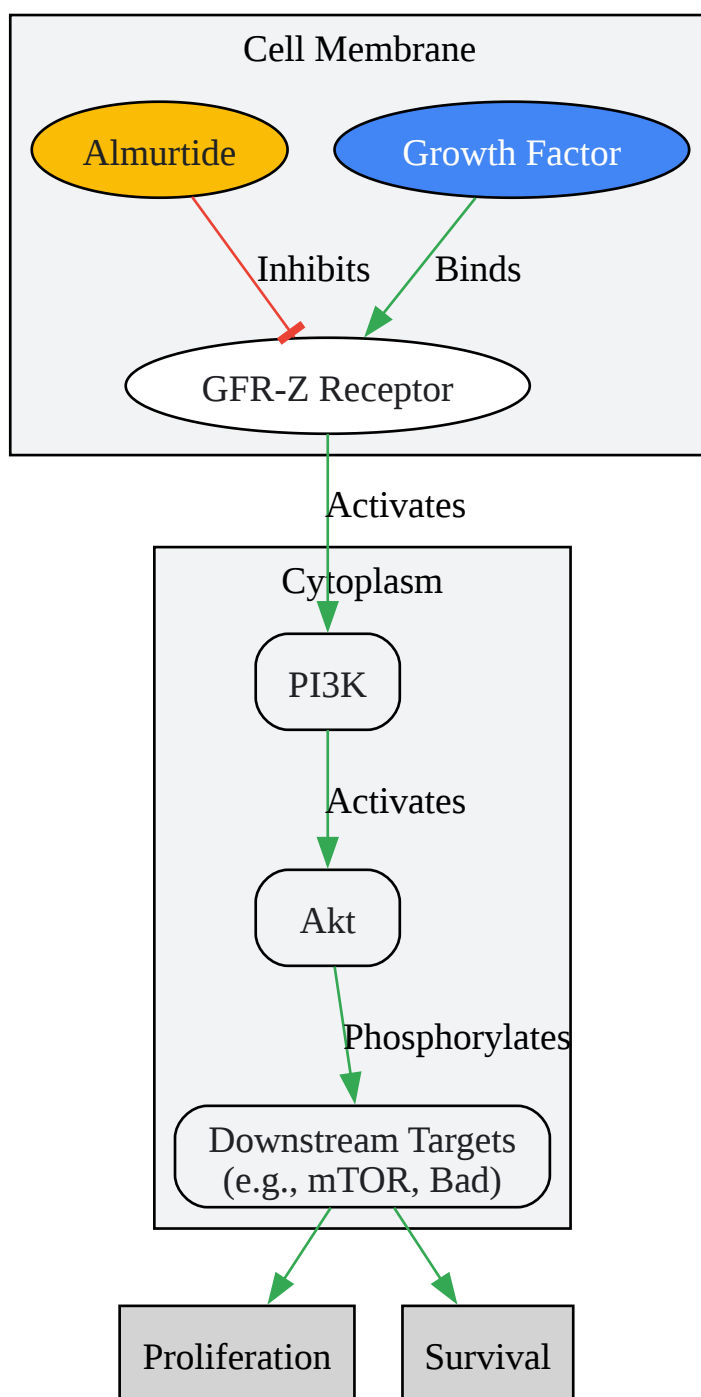 Cell Membrane
Almurtide
Growth Factor
Inhibits
Binds
GFR-Z Receptor
Activates
Cytoplasm
PI3K
Activates
Akt
Phosphorylates
Downstream Targets
(e.g., mTOR, Bad)
Proliferation
Survival